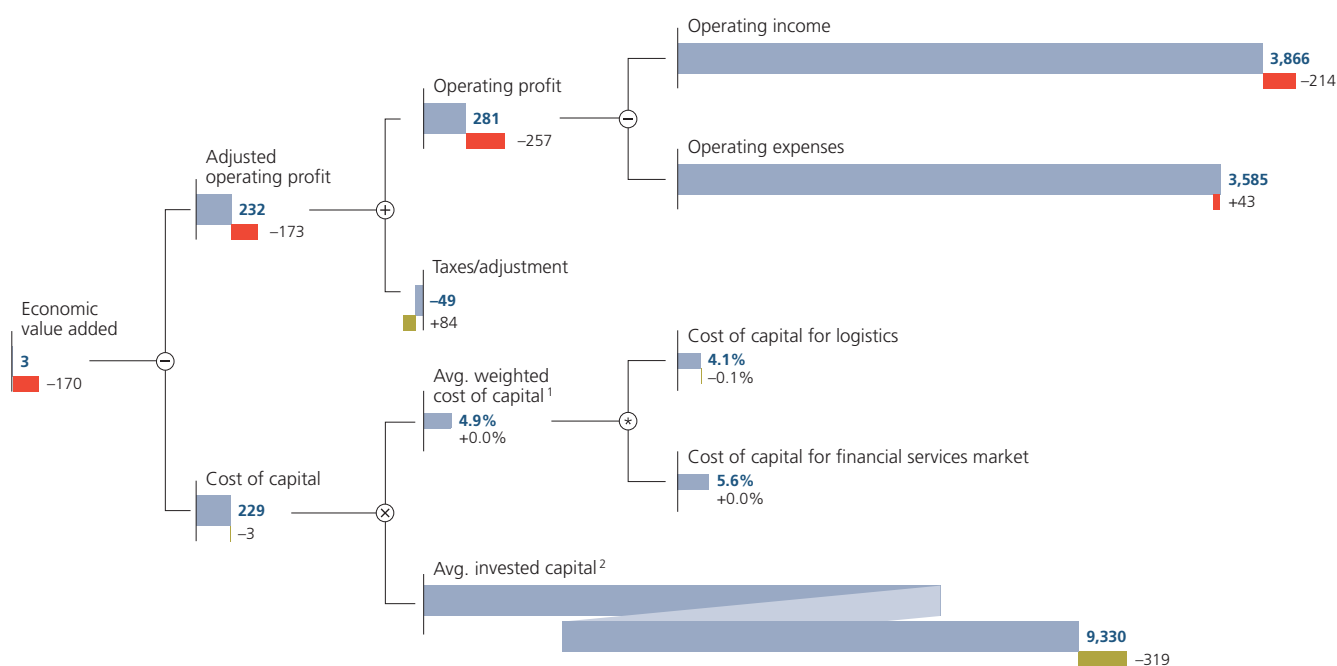 Operating income
3,866
–214
Operating profit
281
–257
–
Operating expenses
3,585
+43
Adjusted
operating profit
232
–173
+
Taxes/adjustment
–49
+84
Economic
value added
3
–170
–
Cost of capital for logistics
4.1%
–0.1%
Avg. weighted
cost of capital 1
4.9%
+0.0%
*
Cost of capital for financial services market
5.6%
+0.0%
Cost of capital
229
–3
×
Avg. invested capital 2
9,330
–319